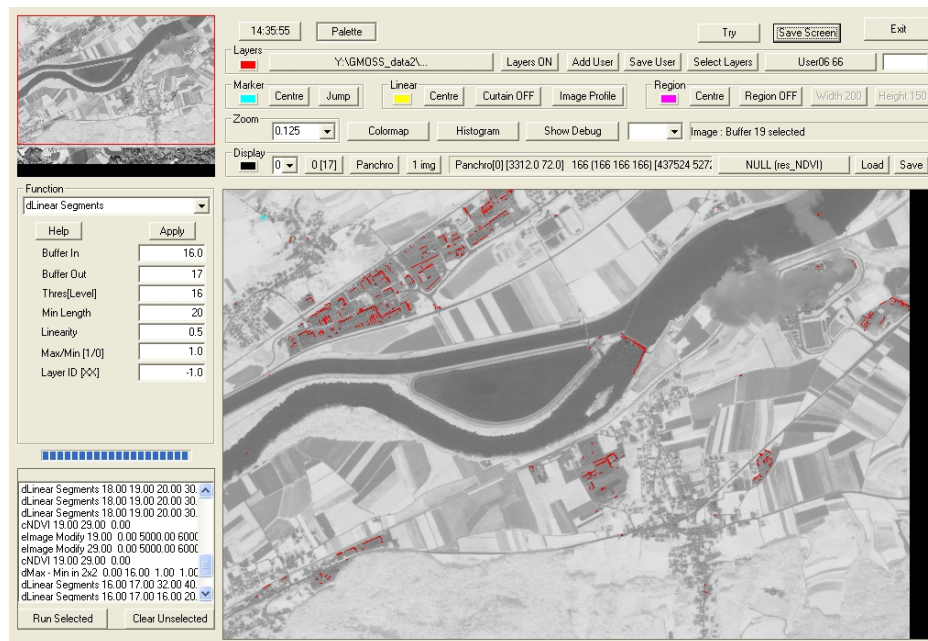 14:35:55 Palette Try Save Screen Exit
Layers
Y:\GMOSS_data2\... Layers ON Add User Save User Select Layers User06 66
Marker Linear Region
Centre Jump Centre Curtain OFF Image Profile Centre Region OFF Width 200 Height 150
Zoom
0.125 Colormap Histogram Show Debug Image : Buffer 19 selected
Display
0 0 [17] Panchro 1 img Panchro[0] [3312.0 72.0] 166 (166 166 166) [437524 527 NULL (res_NDVI) Load Save
Function
dLinear Segments
Help Apply
Buffer In 16.0
Buffer Out 17
Thres[Level] 16
Min Length 20
Linearity 0.5
Max/Min [1/0] 1.0
Layer ID [XX] -1.0
dLinear Segments 18.00 19.00 20.00 30.
dLinear Segments 18.00 19.00 20.00 30.
dLinear Segments 18.00 19.00 20.00 30.
cNDVI 19.00 29.00 0.00
eImage Modify 19.00 0.00 5000.00 6000
eImage Modify 29.00 0.00 5000.00 6000
cNDVI 19.00 29.00 0.00
dMax - Min in 2x2 0.00 16.00 1.00 1.00
dLinear Segments 16.00 17.00 32.00 40.
dLinear Segments 16.00 17.00 16.00 20.
Run Selected Clear Unselected